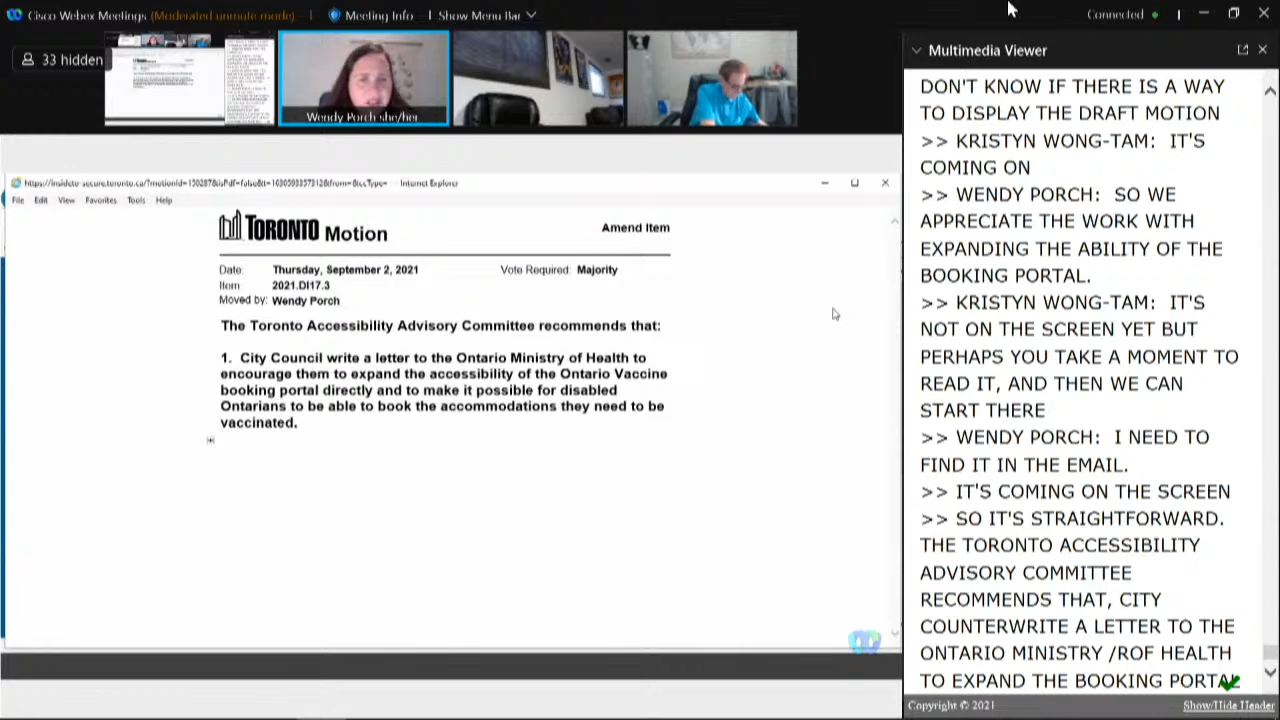 Cisco Webex Meetings (Moderated unmute mode) | Meeting Info | Show Menu Bar
Connected
33 hidden
Wendy Porch she/her
Internet Explorer
File Edit View Favorites Tools Help
TORONTO Motion
Amend Item
Date: Thursday, September 2, 2021 Vote Required: Majority
Item 2021.DI17.3
Moved by: Wendy Porch
The Toronto Accessibility Advisory Committee recommends that:
1. City Council write a letter to the Ontario Ministry of Health to
encourage them to expand the accessibility of the Ontario Vaccine
booking portal directly and to make it possible for disabled
Ontarians to be able to book the accommodations they need to be
vaccinated.
Multimedia Viewer
DON'T KNOW IF THERE IS A WAY
TO DISPLAY THE DRAFT MOTION
>> KRISTYN WONG-TAM: IT'S
COMING ON
>> WENDY PORCH: SO WE
APPRECIATE THE WORK WITH
EXPANDING THE ABILITY OF THE
BOOKING PORTAL.
>> KRISTYN WONG-TAM: IT'S
NOT ON THE SCREEN YET BUT
PERHAPS YOU TAKE A MOMENT TO
READ IT, AND THEN WE CAN
START THERE
>> WENDY PORCH: I NEED TO
FIND IT IN THE EMAIL.
>> IT'S COMING ON THE SCREEN
>> SO IT'S STRAIGHTFORWARD.
THE TORONTO ACCESSIBILITY
ADVISORY COMMITTEE
RECOMMENDS THAT, CITY
COUNTERWRITE A LETTER TO THE
ONTARIO MINISTRY /ROF HEALTH
TO EXPAND THE BOOKING PORTAL
Copyright © 2021 Show/Hide Header